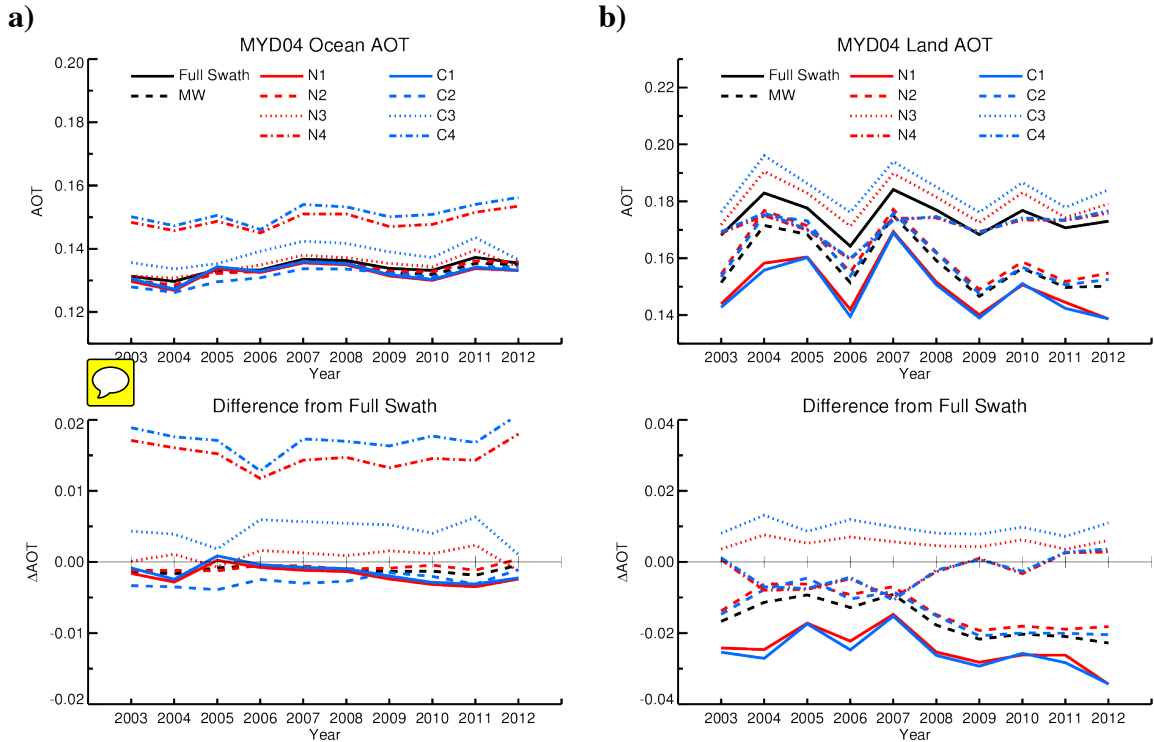 a)
MYD04 Ocean AOT
0.20
0.18
0.16
0.14
0.12
AOT
Full Swath N1 C1
MW N2 C2
N3 C3
N4 C4
2003 2004 2005 2006 2007 2008 2009 2010 2011 2012
Year
Difference from Full Swath
0.02
0.01
0.00
-0.01
-0.02
ΔAOT
2003 2004 2005 2006 2007 2008 2009 2010 2011 2012
Year
b)
MYD04 Land AOT
0.22
0.20
0.18
0.16
0.14
AOT
Full Swath N1 C1
MW N2 C2
N3 C3
N4 C4
2003 2004 2005 2006 2007 2008 2009 2010 2011 2012
Year
Difference from Full Swath
0.04
0.02
0.00
-0.02
-0.04
ΔAOT
2003 2004 2005 2006 2007 2008 2009 2010 2011 2012
Year